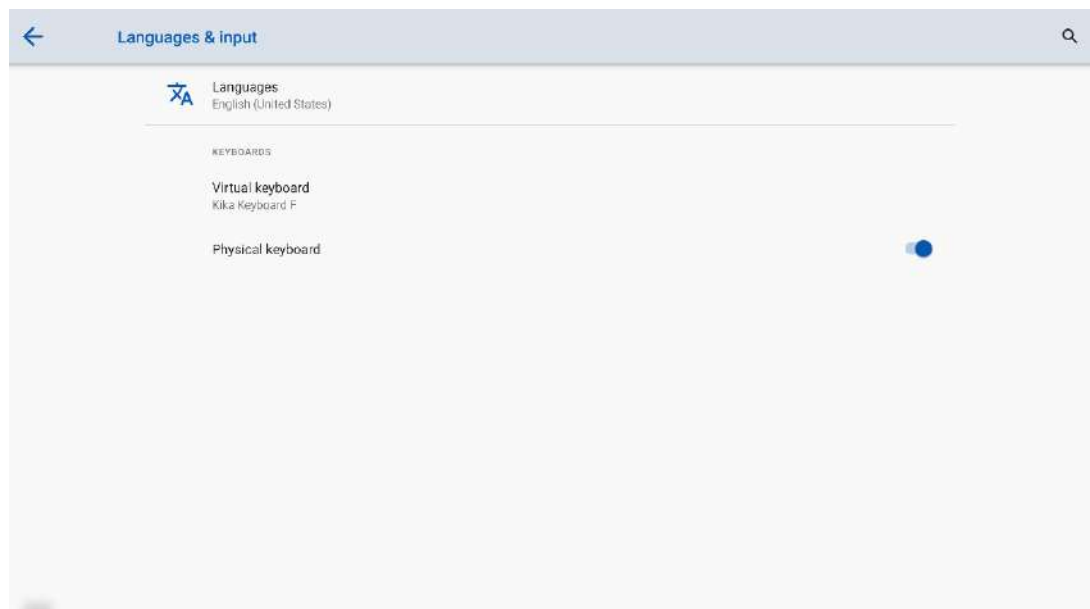 Languages & input
Languages
English (United States)
KEYBOARDS
Virtual keyboard
Kika Keyboard F
Physical keyboard